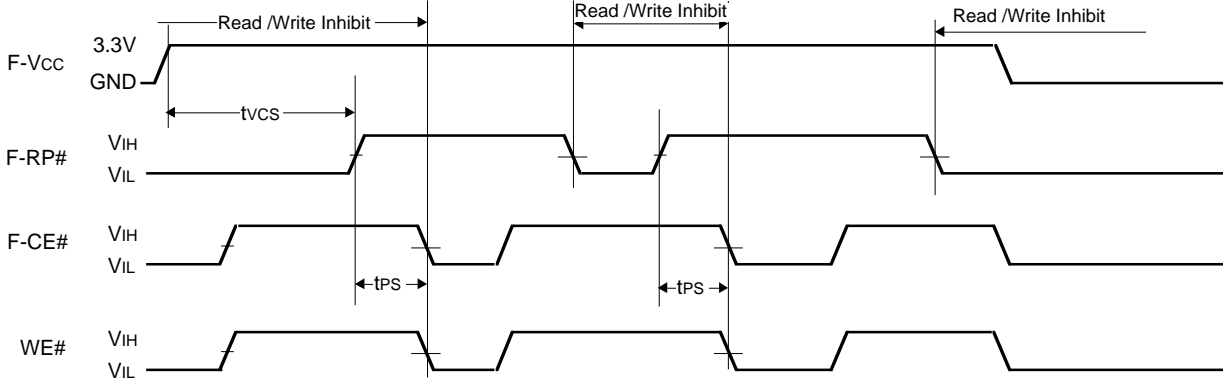 Read /Write Inhibit
Read /Write Inhibit
Read /Write Inhibit
F-VCC
3.3V
GND
tVCS
F-RP#
VIH
VIL
F-CE#
VIH
VIL
tPS
tPS
WE#
VIH
VIL